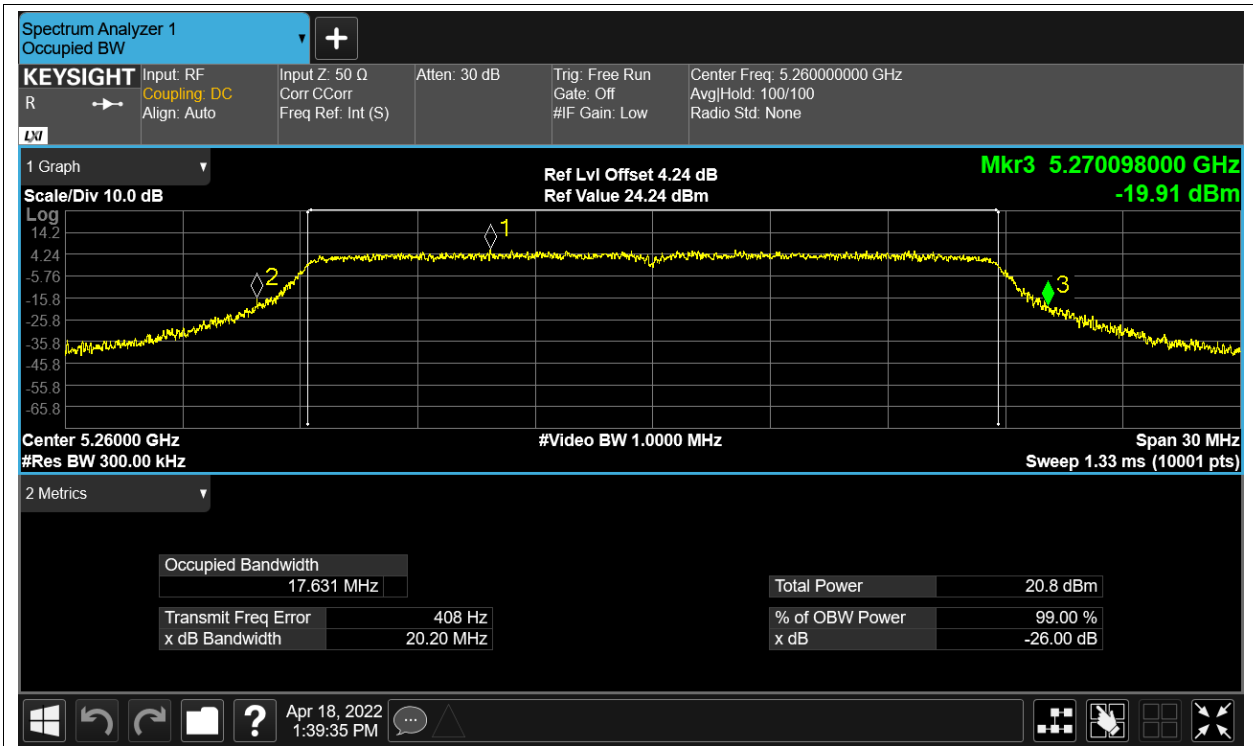 Spectrum Analyzer 1
Occupied BW
KEYSIGHT
R
LXI
Input: RF
Coupling: DC
Align: Auto
Input Z: 50 Ω
Corr CCorr
Freq Ref: Int (S)
Atten: 30 dB
Trig: Free Run
Gate: Off
#IF Gain: Low
Center Freq: 5.260000000 GHz
Avg|Hold: 100/100
Radio Std: None
1 Graph
Scale/Div 10.0 dB
Ref Lvl Offset 4.24 dB
Ref Value 24.24 dBm
Mkr3 5.270098000 GHz
-19.91 dBm
Log
14.2
4.24
-5.76
-15.8
-25.8
-35.8
-45.8
-55.8
-65.8
1
2
3
Center 5.26000 GHz
#Res BW 300.00 kHz
#Video BW 1.0000 MHz
Span 30 MHz
Sweep 1.33 ms (10001 pts)
2 Metrics
Occupied Bandwidth
17.631 MHz
Transmit Freq Error 408 Hz
x dB Bandwidth 20.20 MHz
Total Power 20.8 dBm
% of OBW Power 99.00 %
x dB -26.00 dB
?
Apr 18, 2022
1:39:35 PM